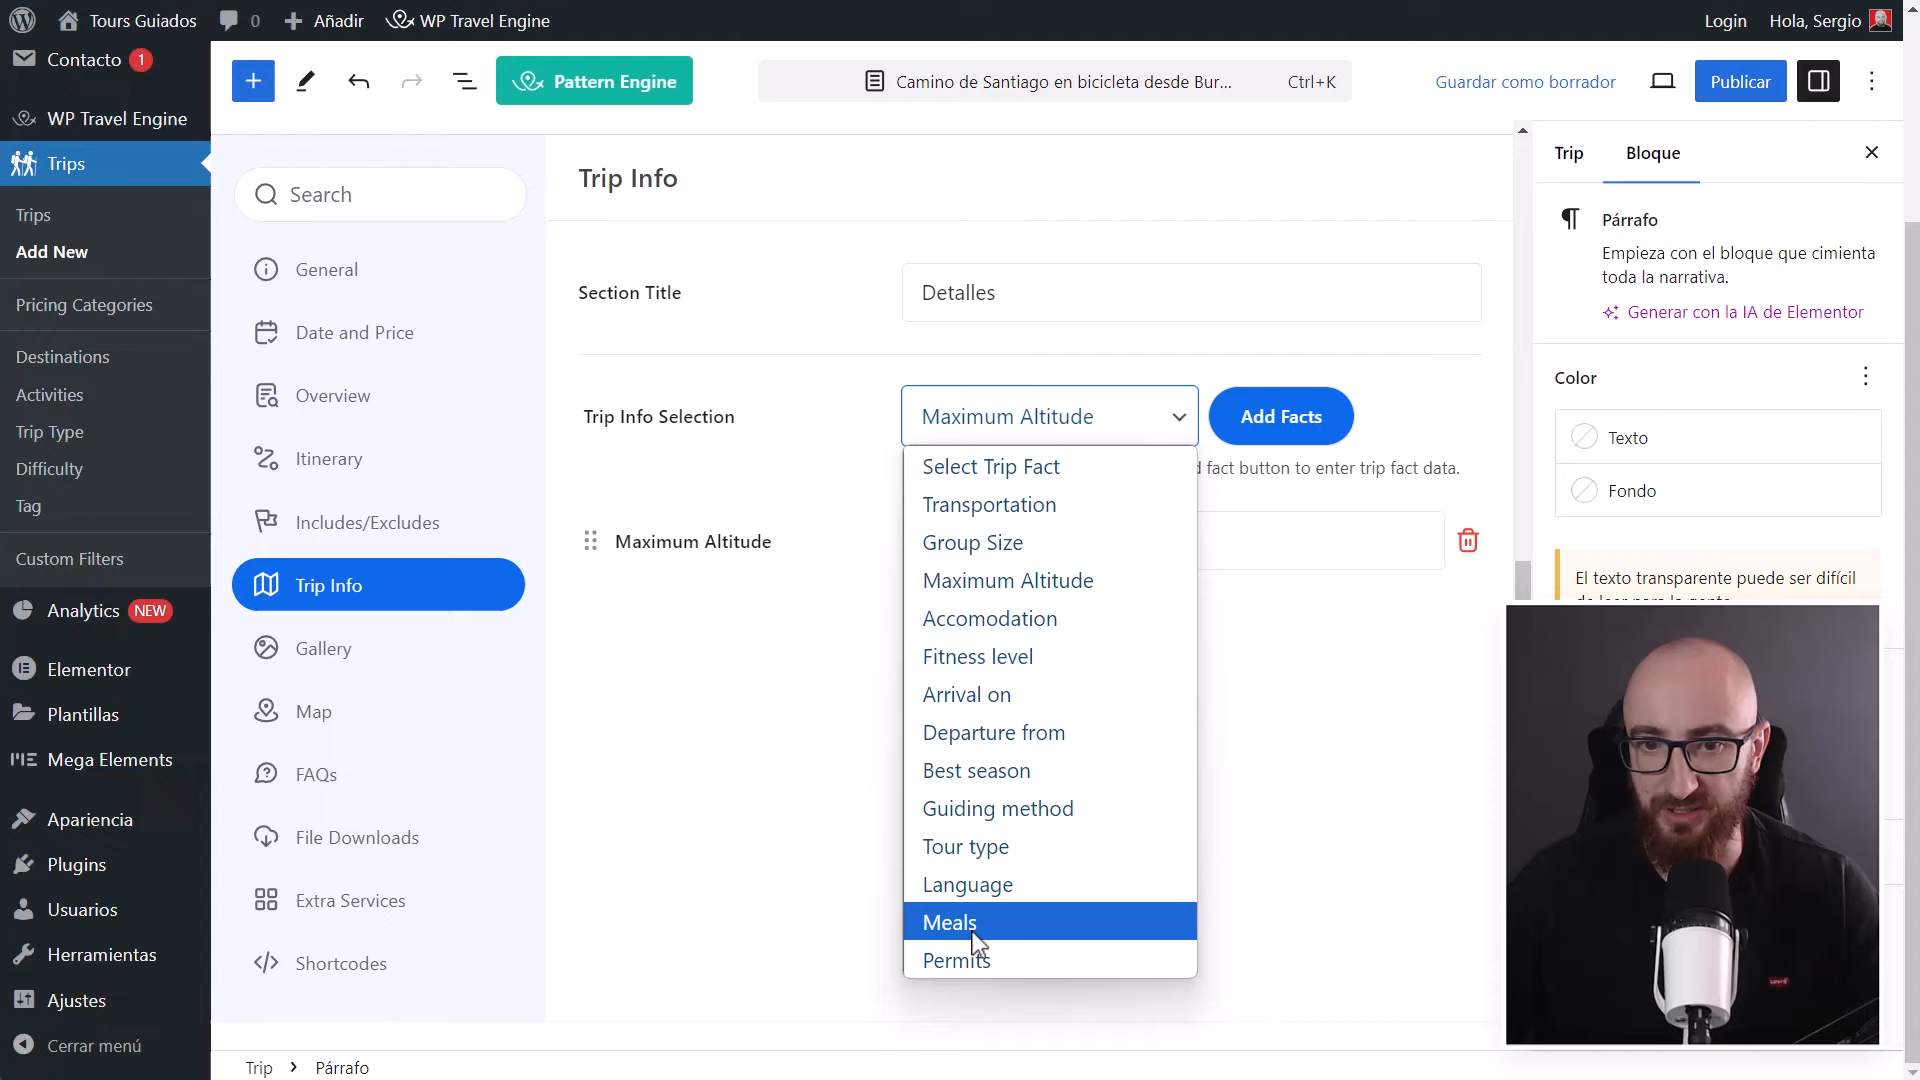 Tours Guiados
0
Añadir
WP Travel Engine
Login
Hola, Sergio
Contacto 1
WP Travel Engine
Trips
Trips
Add New
Pricing Categories
Destinations
Activities
Trip Type
Difficulty
Tag
Custom Filters
Analytics NEW
Elementor
Plantillas
Mega Elements
Apariencia
Plugins
Usuarios
Herramientas
Ajustes
Cerrar menú
Pattern Engine
Camino de Santiago en bicicleta desde Bur...
Ctrl+K
Guardar como borrador
Publicar
Search
General
Date and Price
Overview
Itinerary
Includes/Excludes
Trip Info
Gallery
Map
FAQs
File Downloads
Extra Services
Shortcodes
Trip Info
Section Title
Detalles
Trip Info Selection
Maximum Altitude
Add Facts
fact button to enter trip fact data.
Maximum Altitude
Select Trip Fact
Transportation
Group Size
Maximum Altitude
Accomodation
Fitness level
Arrival on
Departure from
Best season
Guiding method
Tour type
Language
Meals
Permits
Trip
Bloque
Párrafo
Empieza con el bloque que cimienta
toda la narrativa.
Generar con la IA de Elementor
Color
Texto
Fondo
El texto transparente puede ser difícil
de leer para la gente.
Trip > Párrafo